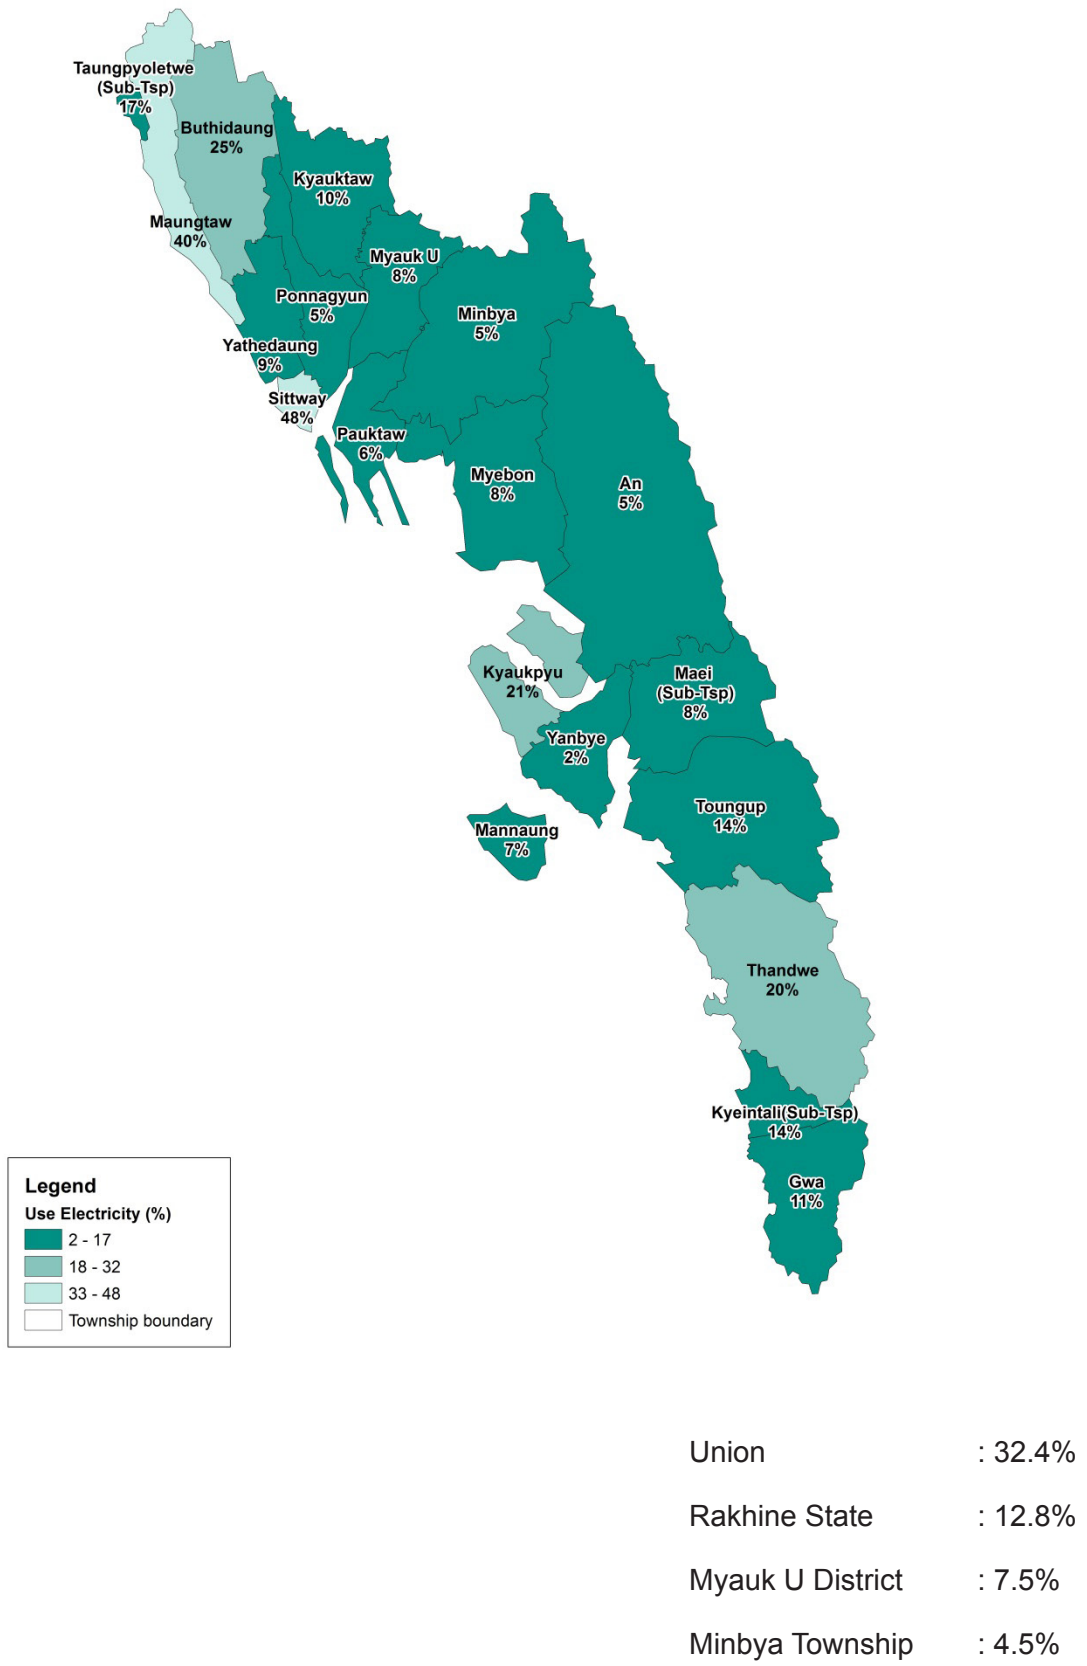 Taungpyoletwe
(Sub-Tsp)
17%
Buthidaung
25%
Kyauktaw
10%
Maungtaw
40%
Myauk U
8%
Ponnagyun
5%
Minbya
5%
Yathedaung
9%
Sittway
48%
Pauktaw
6%
Myebon
8%
An
5%
Kyaukpyu
21%
Maei
(Sub-Tsp)
8%
Yanbye
2%
Toungup
14%
Mannaung
7%
Thandwe
20%
Kyeintali(Sub-Tsp)
14%
Gwa
11%
Legend
Use Electricity (%)
2 - 17
18 - 32
33 - 48
Township boundary
Union : 32.4%
Rakhine State : 12.8%
Myauk U District : 7.5%
Minbya Township : 4.5%